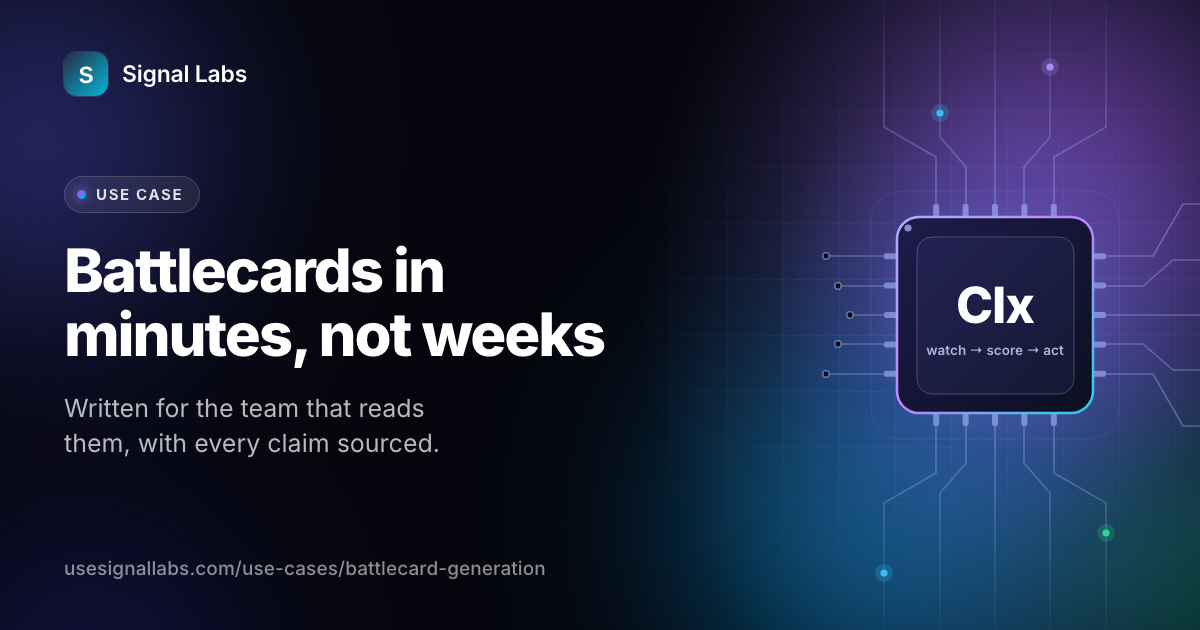 S
Signal Labs
USE CASE
Battlecards in
minutes, not weeks
Written for the team that reads
them, with every claim sourced.
CIx
watch → score → act
usesignallabs.com/use-cases/battlecard-generation